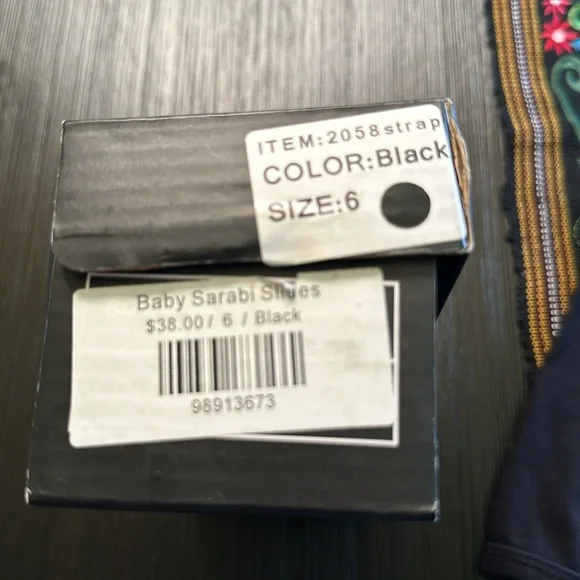 ITEM:2058strap
COLOR:Black
SIZE:6
Baby Sarabi Slides
$38.00 / 6 / Black
98913673